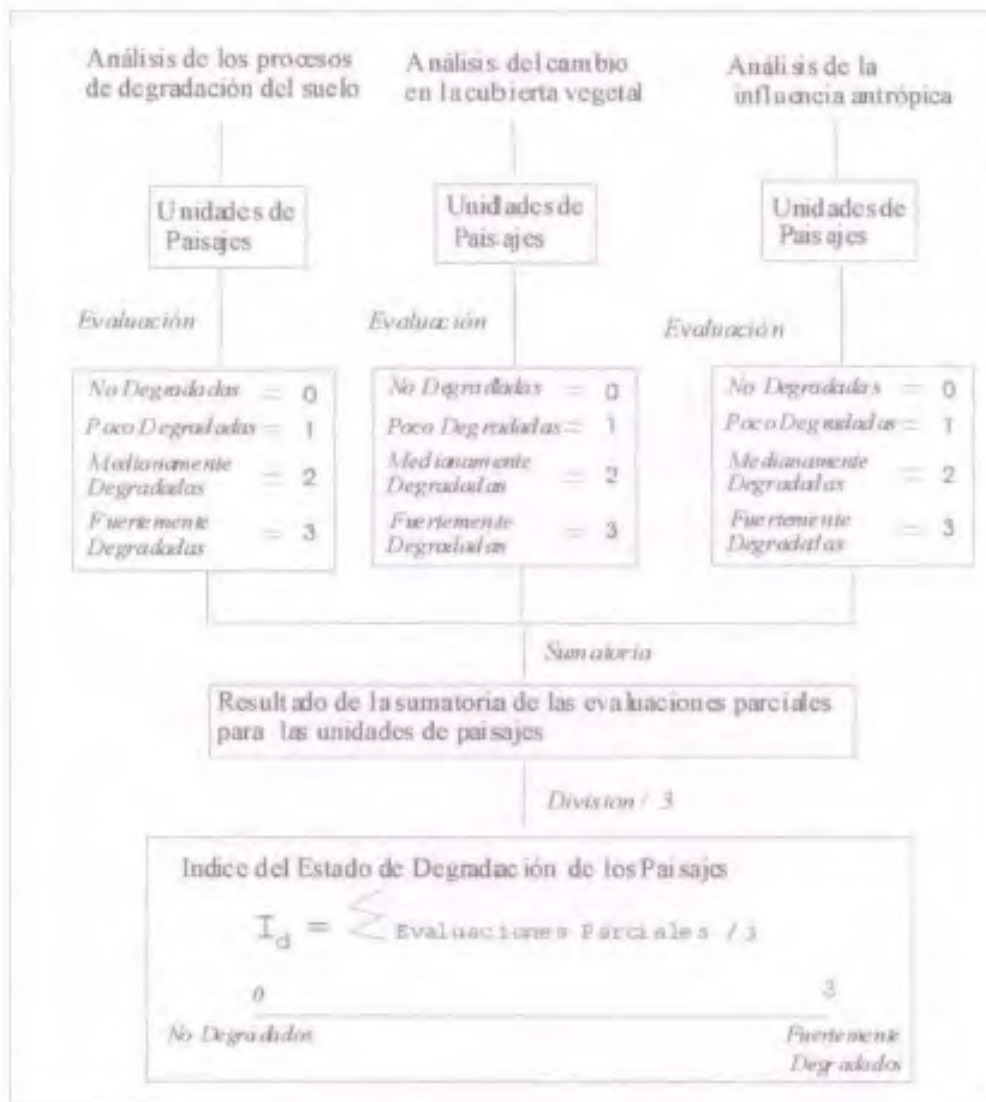 Análisis de los procesos
de degradación del suelo
Análisis del cambio
en la cubierta vegetal
Análisis de la
influencia antrópica
Unidades de
Paisajes
Unidades de
Paisajes
Unidades de
Paisajes
Evaluación
Evaluación
Evaluación
No Degradadas = 0
Poco Degradadas = 1
Medianamente
Degradadas = 2
Fuertemente
Degradadas = 3
No Degradadas = 0
Poco Degradadas = 1
Medianamente
Degradadas = 2
Fuertemente
Degradadas = 3
No Degradadas = 0
Poco Degradadas = 1
Medianamente
Degradadas = 2
Fuertemente
Degradadas = 3
Sumatoria
Resultado de la sumatoria de las evaluaciones parciales
para las unidades de paisajes
Division / 3
Indice del Estado de Degradación de los Paisajes
I_d = Σ Evaluaciones Parciales / 3
0 3
No Degradados
Fuertemente
Degradados